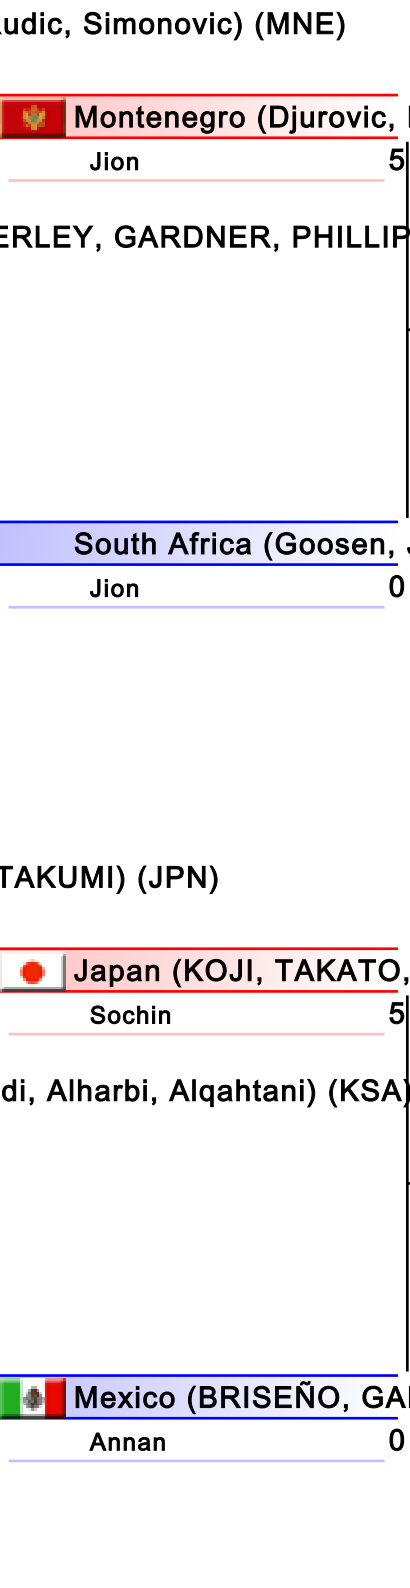 udic, Simonovic) (MNE)
Montenegro (Djurovic,
Jion 5
ERLEY, GARDNER, PHILLIP
South Africa (Goosen,
Jion 0
TAKUMI) (JPN)
Japan (KOJI, TAKATO,
Sochin 5
di, Alharbi, Alqahtani) (KSA)
Mexico (BRISEÑO, GA
Annan 0